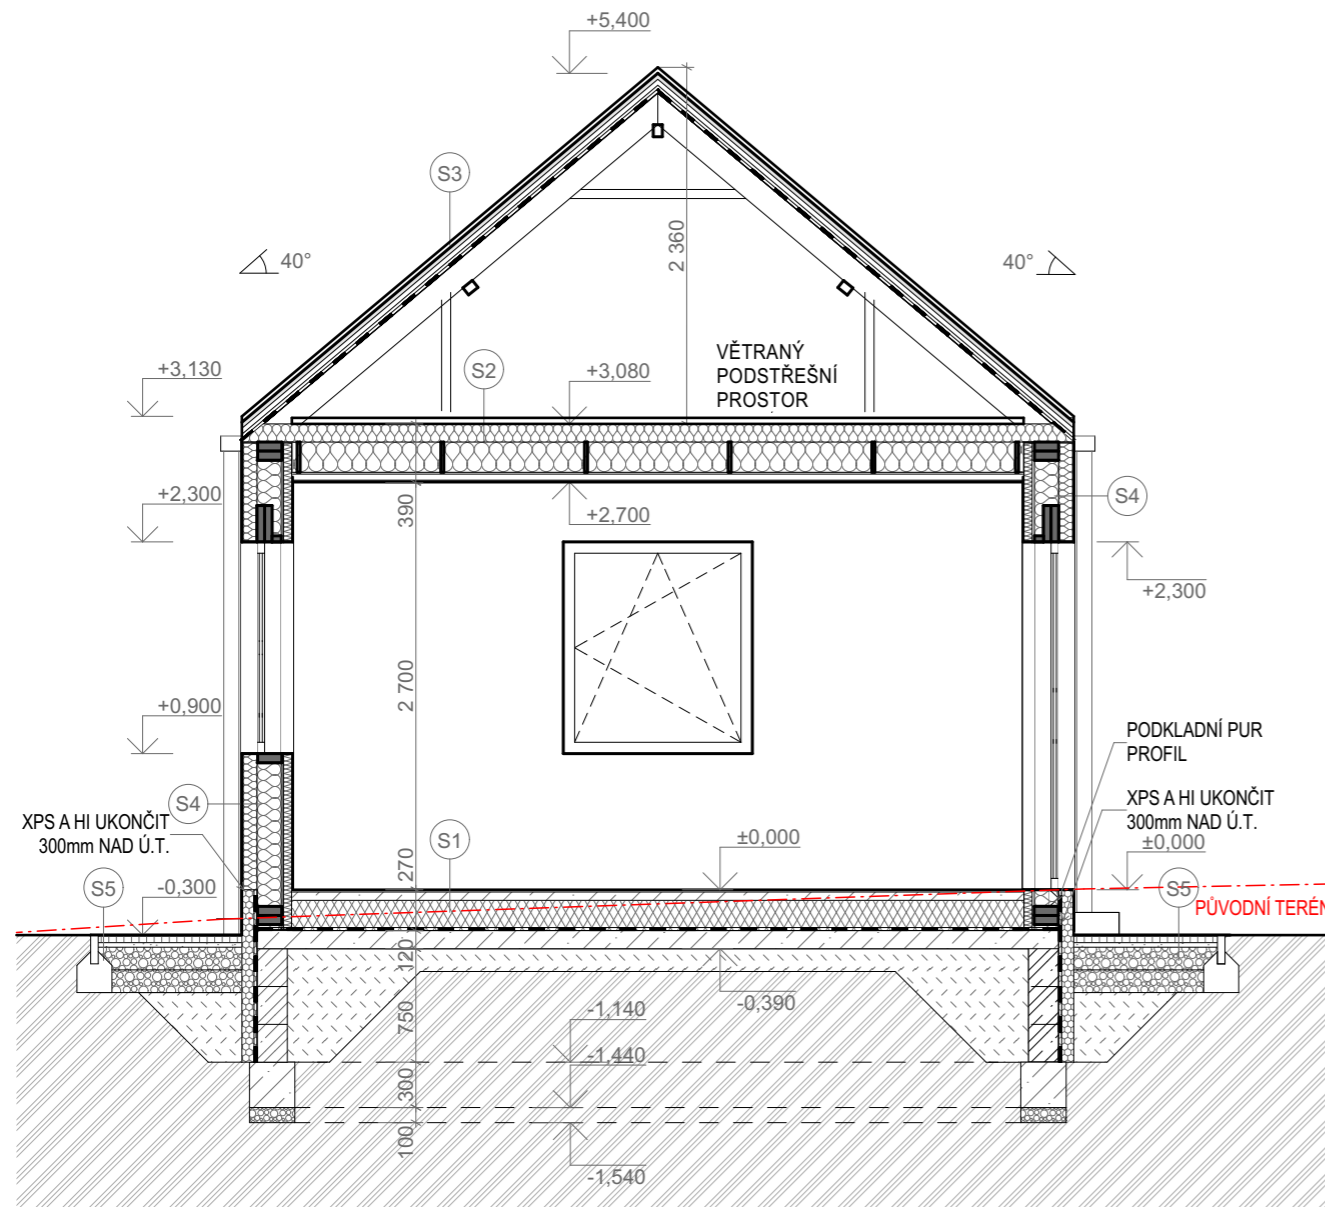 +5,400
S3
2 360
40°
40°
+3,130
S2
+3,080
VĚTRANÝ
PODSTŘEŠNÍ
PROSTOR
+2,300
390
+2,700
S4
+2,300
2 700
+0,900
PODKLADNÍ PUR
PROFIL
S4
XPS A HI UKONČIT
300mm NAD Ú.T.
XPS A HI UKONČIT
300mm NAD Ú.T.
S1
±0,000
±0,000
270
S5
-0,300
S5
PŮVODNÍ TERÉN
120
-0,390
750
-1,140
-1,440
300
100
-1,540